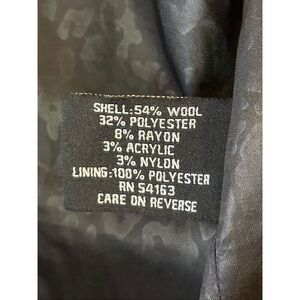 SHELL:54% WOOL
32% POLYESTER
8% RAYON
3% ACRYLIC
3% NYLON
LINING:100% POLYESTER
RN 54163
CARE ON REVERSE